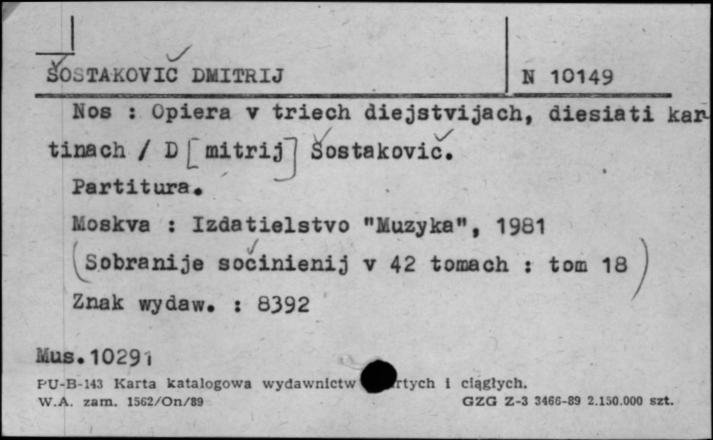 ŠOSTAKOVIČ DMITRIJ
N 10149
Nos : Opiera v triech diejstvijach, diesiati kar-
tinach / D [mitrij] Šostakovič.
Partitura.
Moskva : Izdatielstvo "Muzyka", 1981
(Sobranije sočinienij v 42 tomach : tom 18)
Znak wydaw. : 8392
Mus.10291
PU-B-143 Karta katalogowa wydawnictw rtych i ciągłych.
W.A. zam. 1562/On/89 GZG Z-3 3466-89 2.150.000 szt.